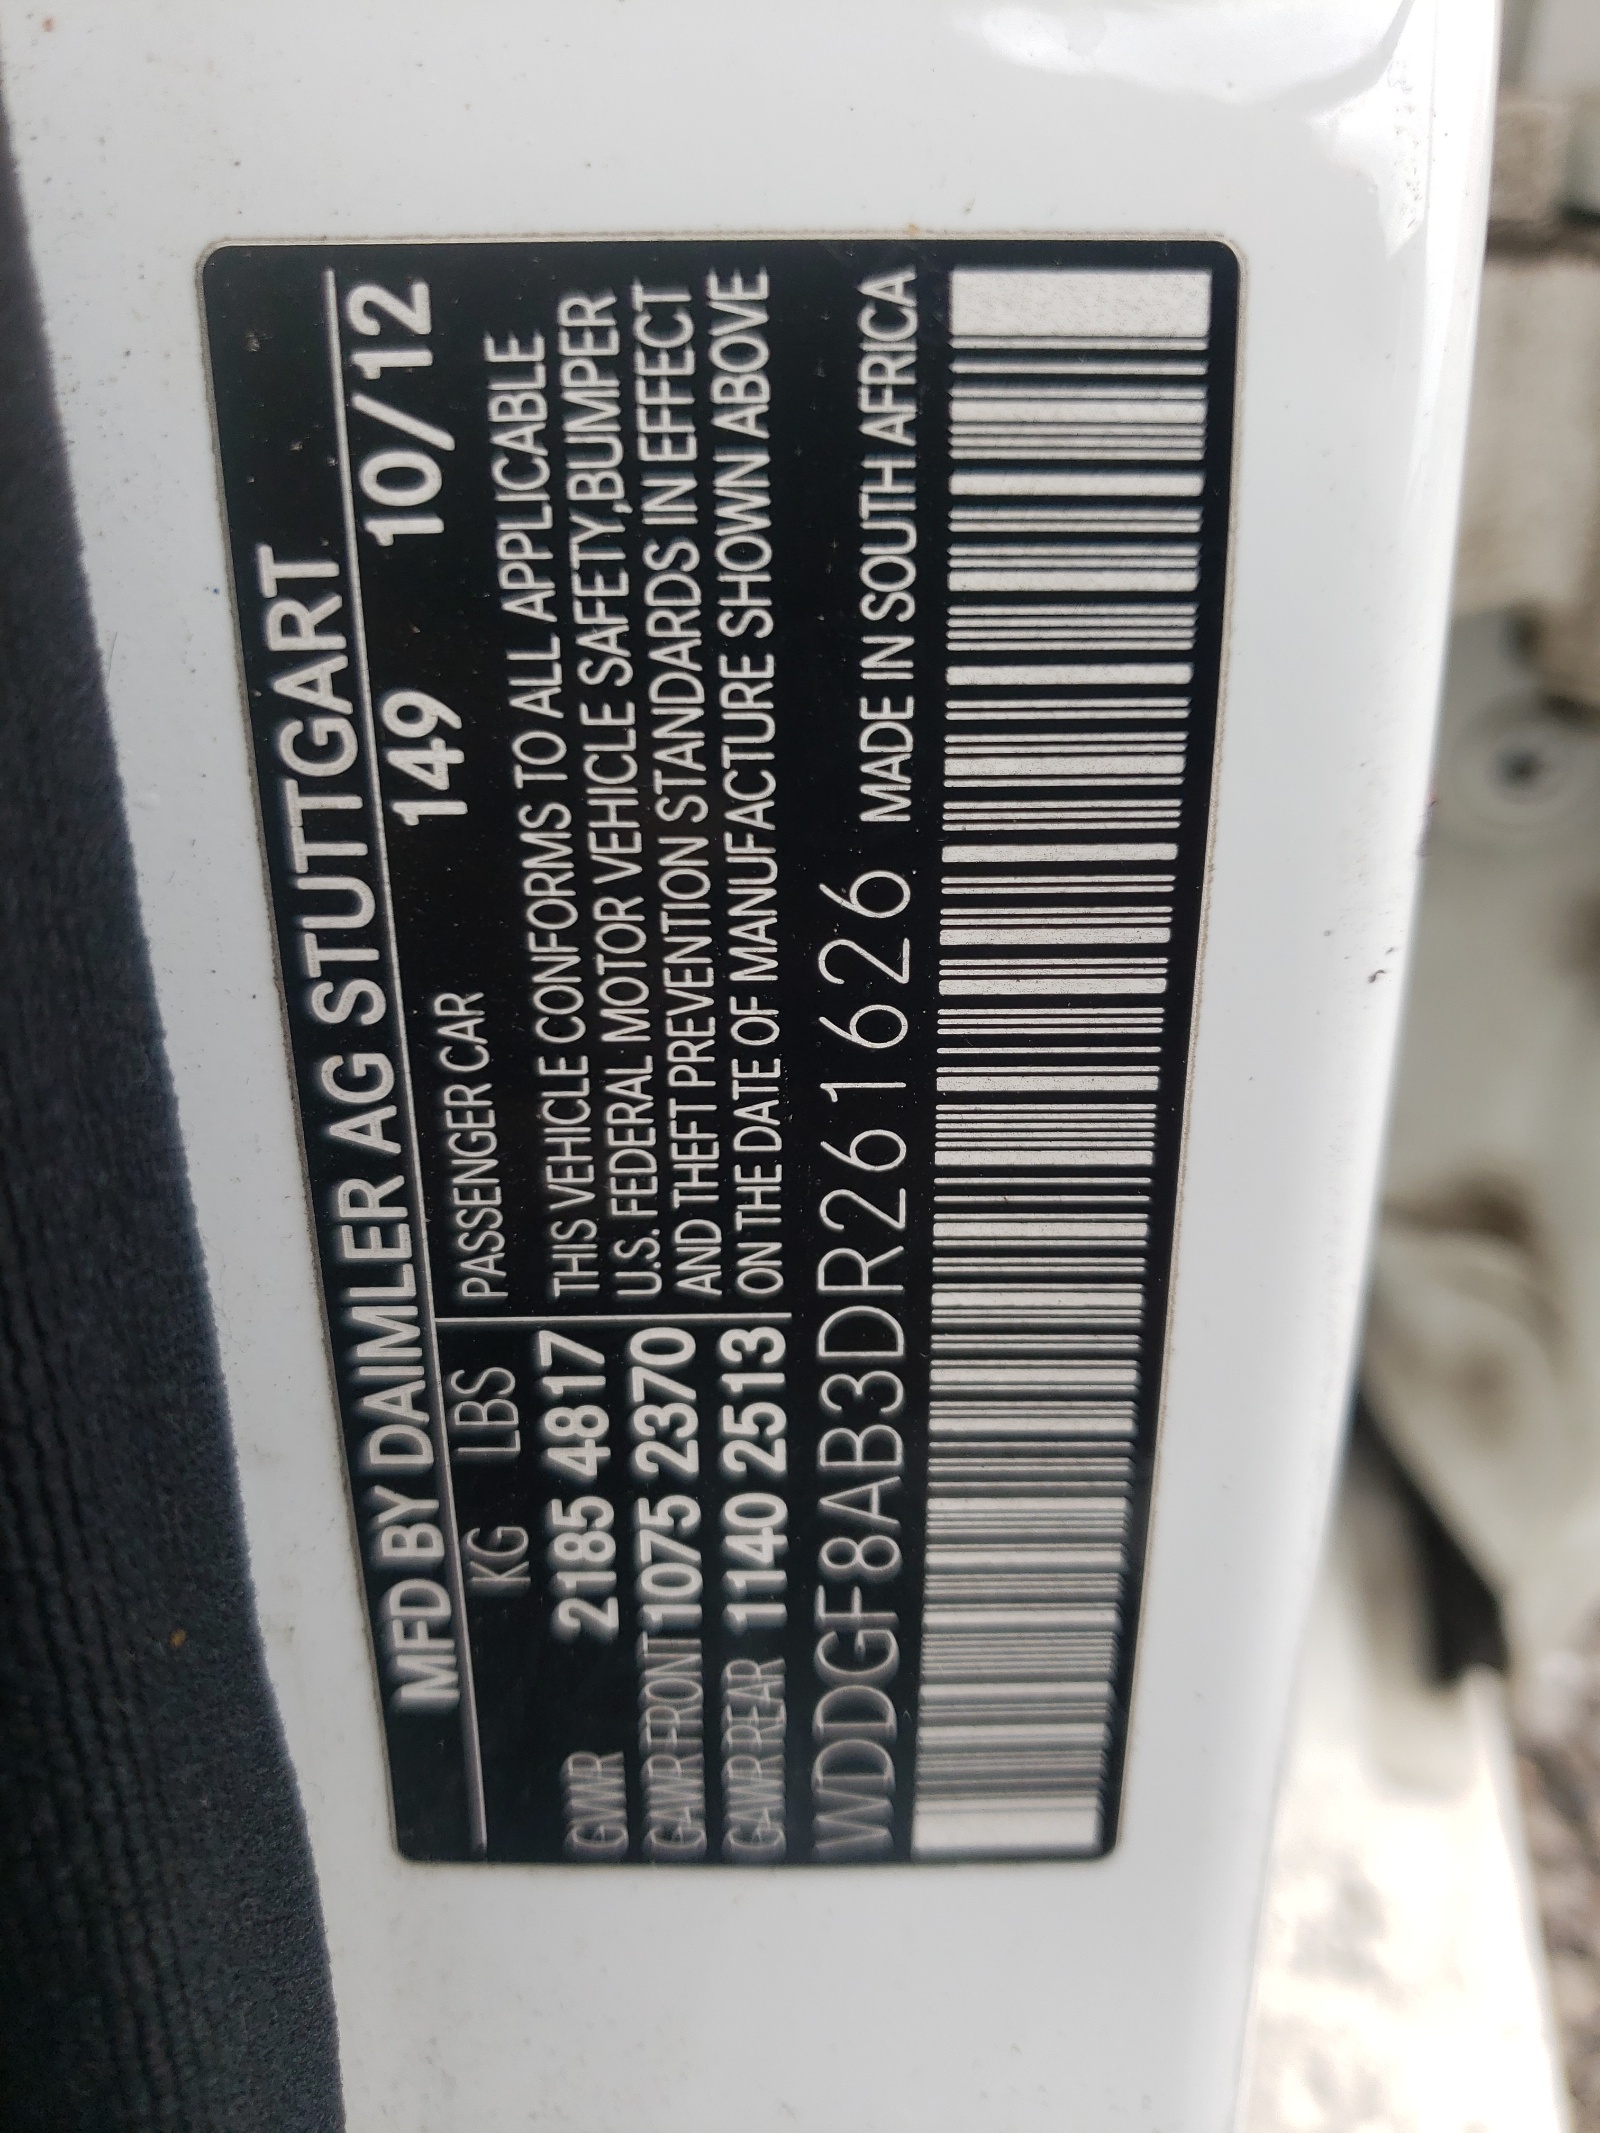 MFD BY DAIMLER AG STUTTGART
149 10/12
KG LBS PASSENGER CAR
GVWR 2185 4817 THIS VEHICLE CONFORMS TO ALL APPLICABLE
U.S. FEDERAL MOTOR VEHICLE SAFETY,BUMPER
GAWR FRONT 1075 2370 AND THEFT PREVENTION STANDARDS IN EFFECT
GAWR REAR 1140 2513 ON THE DATE OF MANUFACTURE SHOWN ABOVE
WDDGF8AB3DR261626 MADE IN SOUTH AFRICA